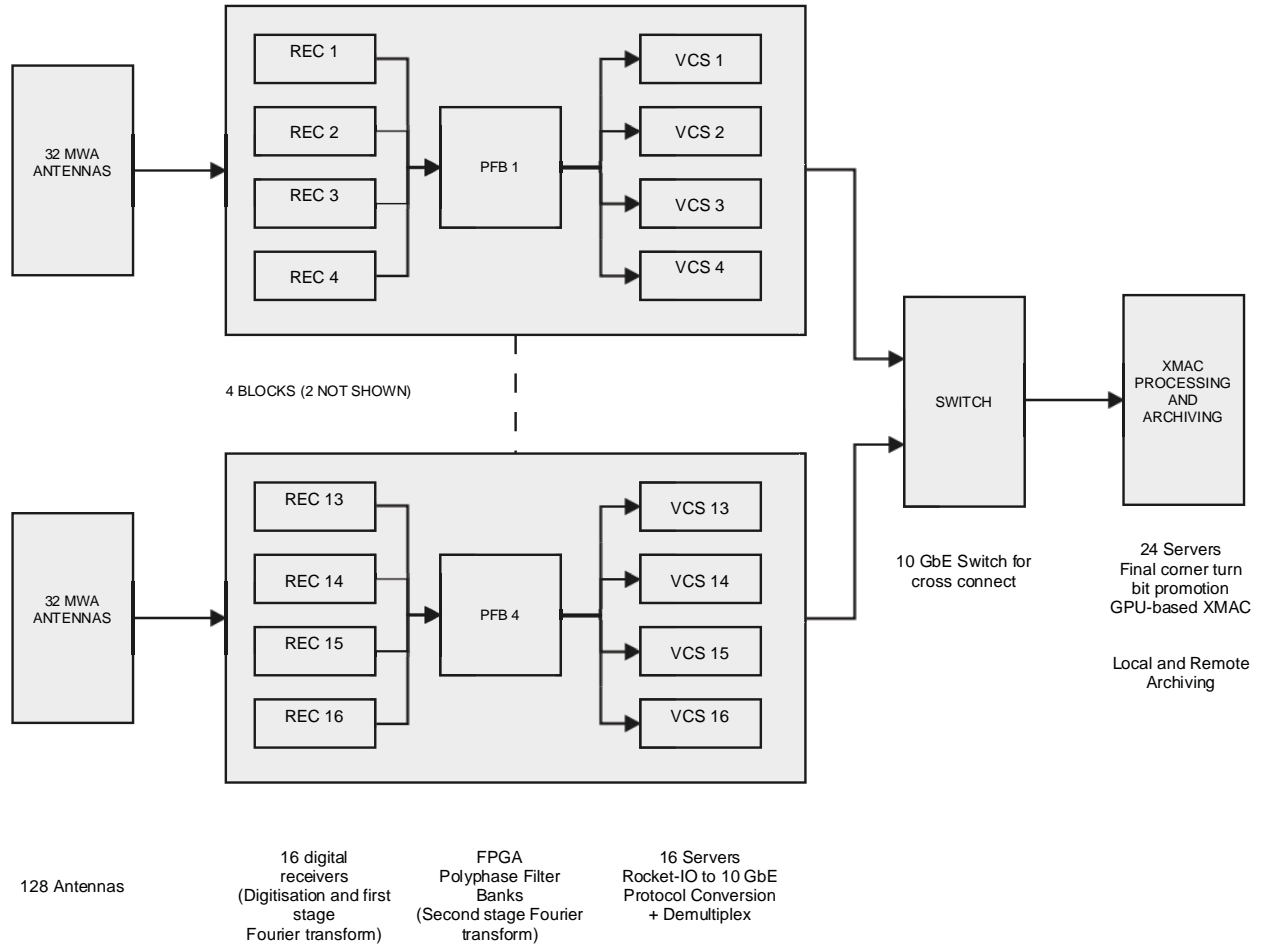 32 MWA
ANTENNAS
REC 1
REC 2
REC 3
REC 4
PFB 1
VCS 1
VCS 2
VCS 3
VCS 4
4 BLOCKS (2 NOT SHOWN)
SWITCH
XMAC
PROCESSING
AND
ARCHIVING
32 MWA
ANTENNAS
REC 13
REC 14
REC 15
REC 16
PFB 4
VCS 13
VCS 14
VCS 15
VCS 16
10 GbE Switch for
cross connect
24 Servers
Final corner turn
bit promotion
GPU-based XMAC
Local and Remote
Archiving
128 Antennas
16 digital
receivers
(Digitisation and first
stage
Fourier transform)
FPGA
Polyphase Filter
Banks
(Second stage Fourier
transform)
16 Servers
Rocket-IO to 10 GbE
Protocol Conversion
+ Demultiplex